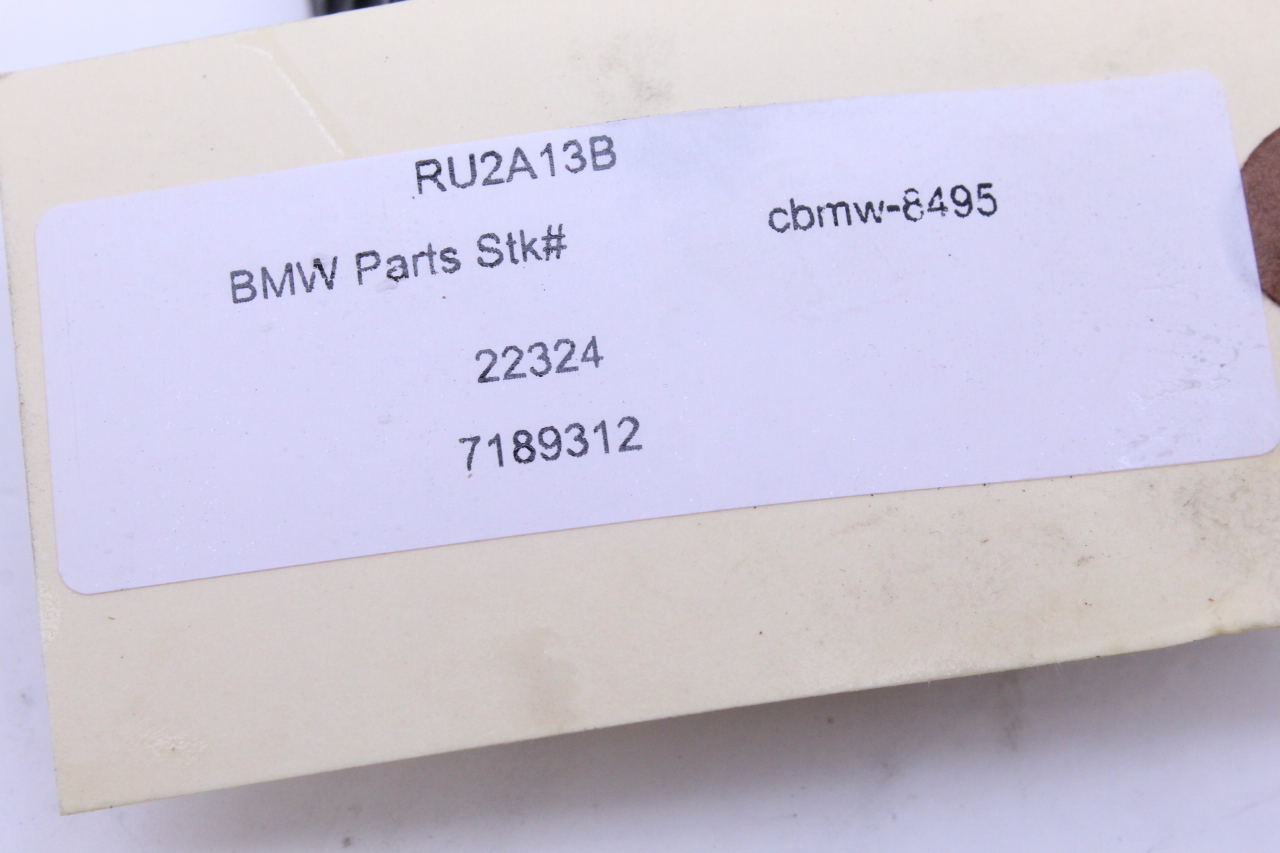 RU2A13B
BMW Parts Stk# cbmw-8495
22324
7189312